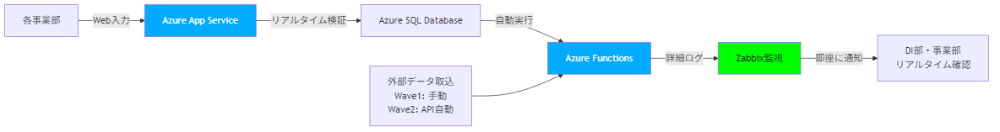 各事業部
Web入力
Azure App Service
リアルタイム検証
Azure SQL Database
自動実行
外部データ取込
Wave1: 手動
Wave2: API自動
Azure Functions
詳細ログ
Zabbix監視
即座に通知
DI部・事業部
リアルタイム確認